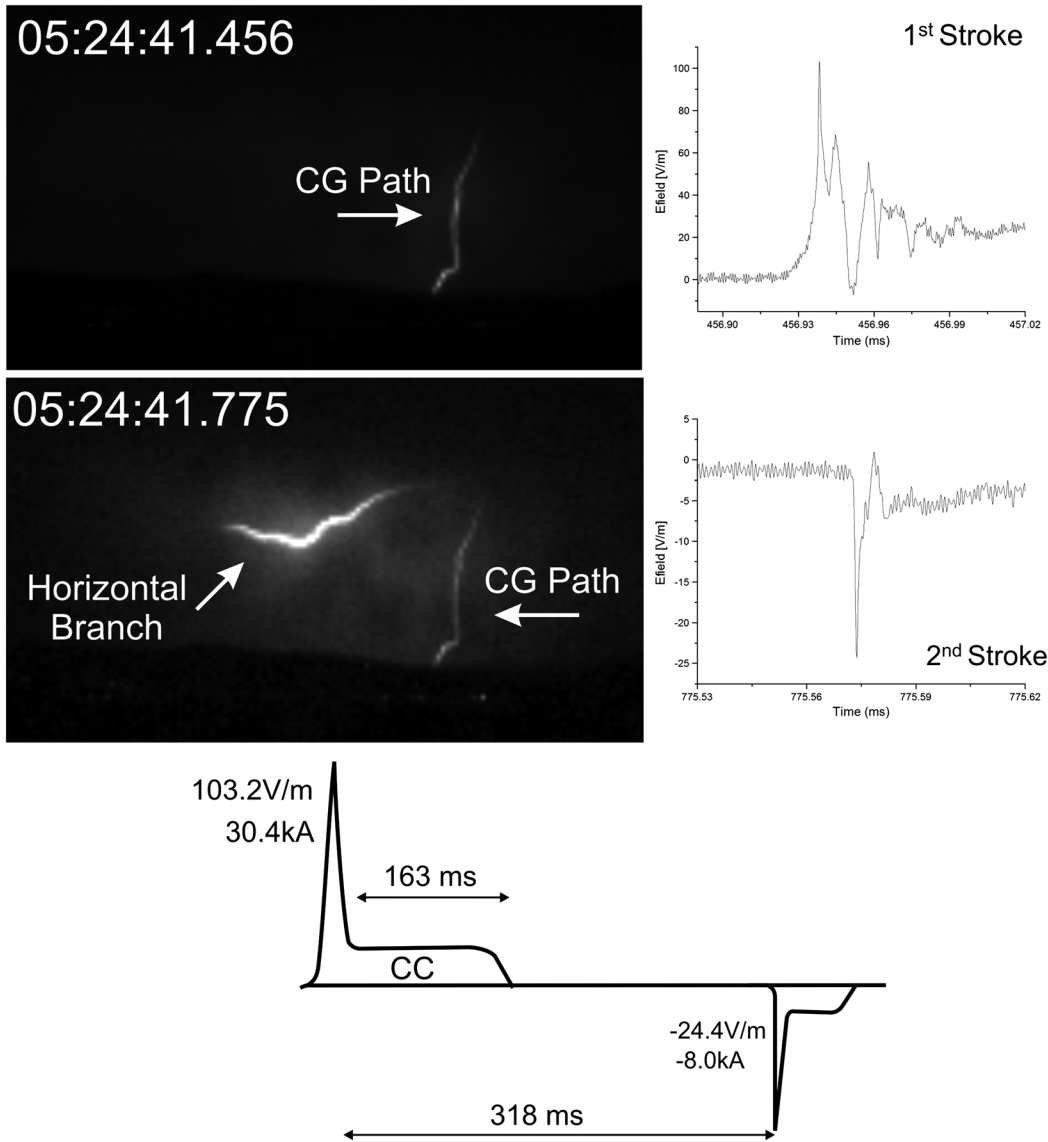 05:24:41.456
CG Path
1st Stroke
100
80
60
40
20
0
Efield [V/m]
456.90 456.93 456.96 456.99 457.02
Time (ms)
05:24:41.775
Horizontal
Branch
CG Path
5
0
-5
-10
-15
-20
-25
Efield [V/m]
2nd Stroke
775.53 775.56 775.59 775.62
Time (ms)
103.2V/m
30.4kA
163 ms
CC
-24.4V/m
-8.0kA
318 ms